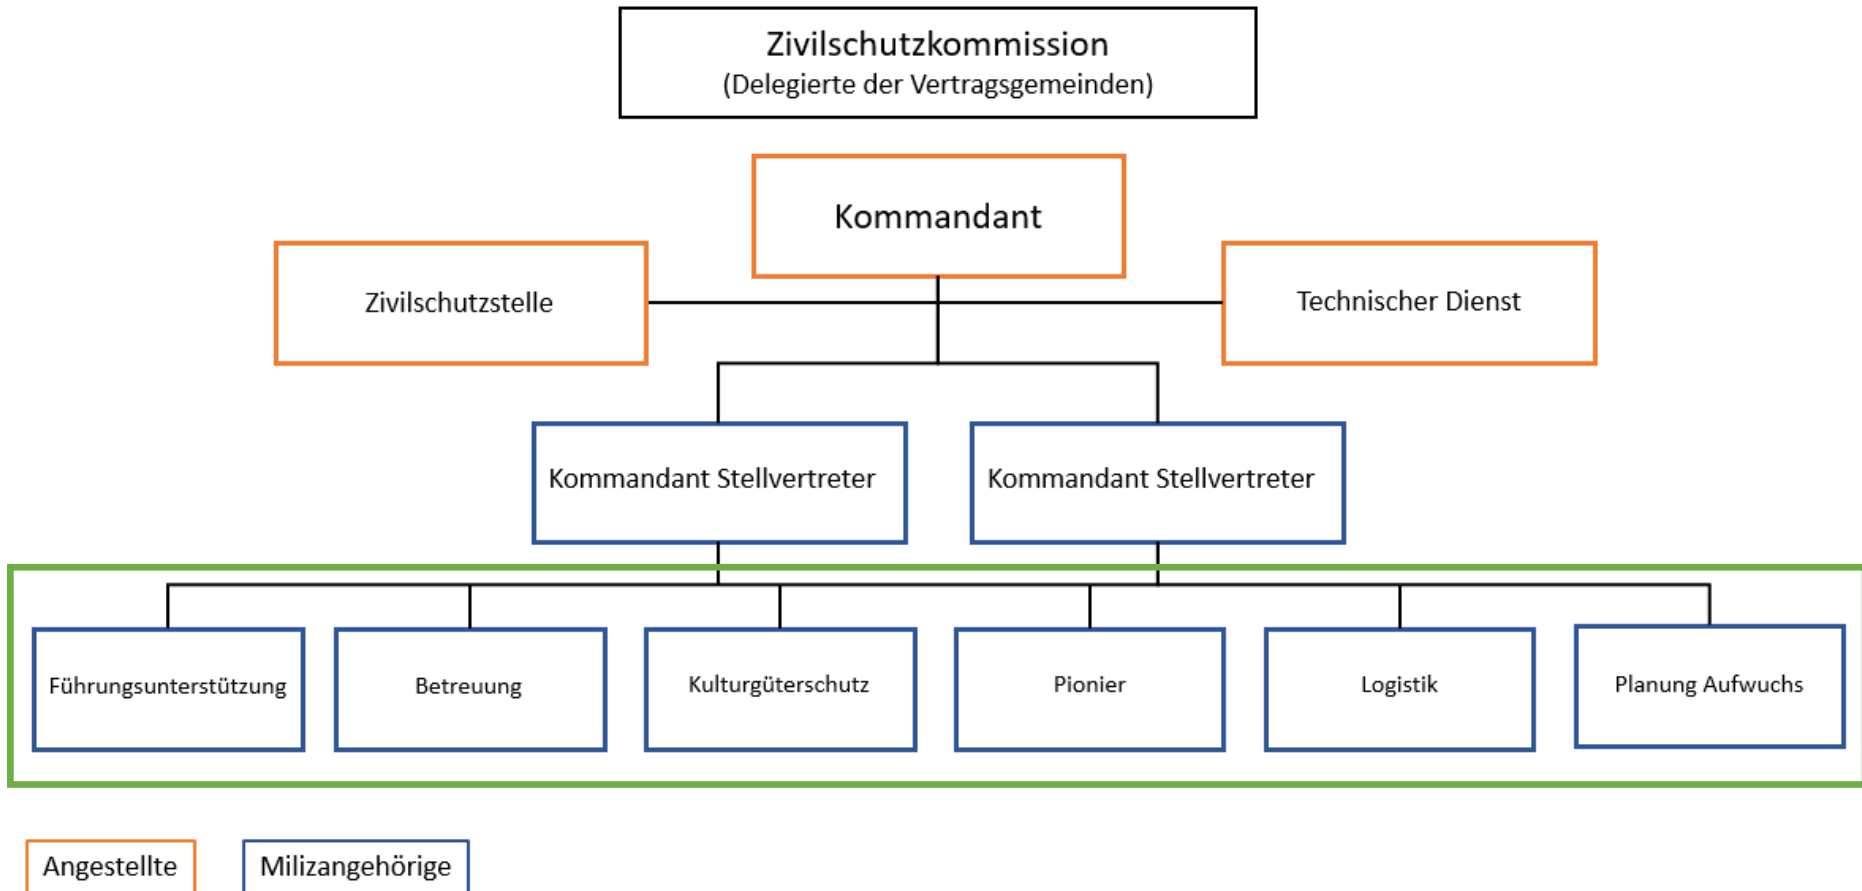 Zivilschutzkommission
(Delegierte der Vertragsgemeinden)
Kommandant
Zivilschutzstelle
Technischer Dienst
Kommandant Stellvertreter
Kommandant Stellvertreter
Führungsunterstützung
Betreuung
Kulturgüterschutz
Pionier
Logistik
Planung Aufwuchs
Angestellte
Milizangehörige